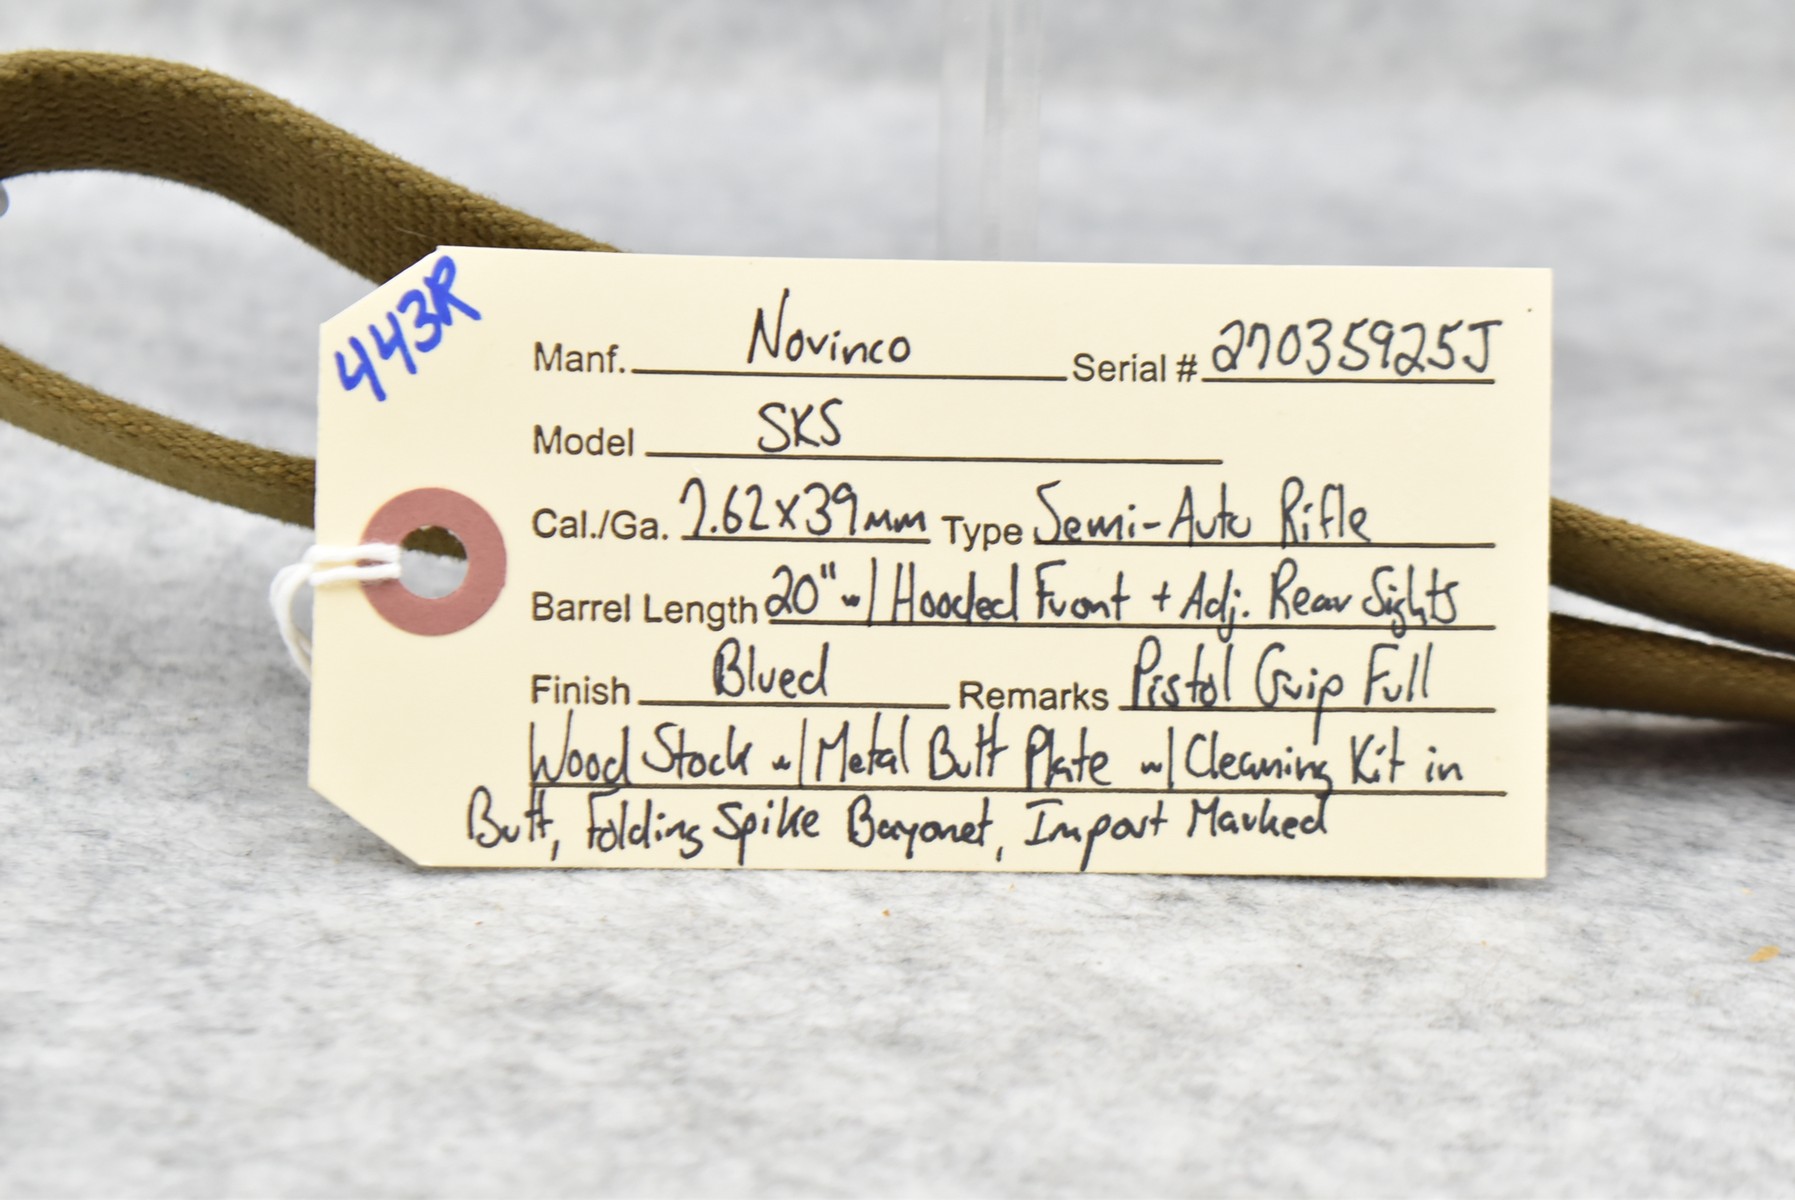 443R
Manf. Novinco Serial # 27035925J
Model SKS
Cal./Ga. 7.62x39mm Type Semi-Auto Rifle
Barrel Length 20" w/ Hooded Front + Adj. Rear Sights
Finish Blued Remarks Pistol Grip Full
Wood Stock w/ Metal Butt Plate w/ Cleaning Kit in
Butt, Folding Spike Bayonet, Import Marked